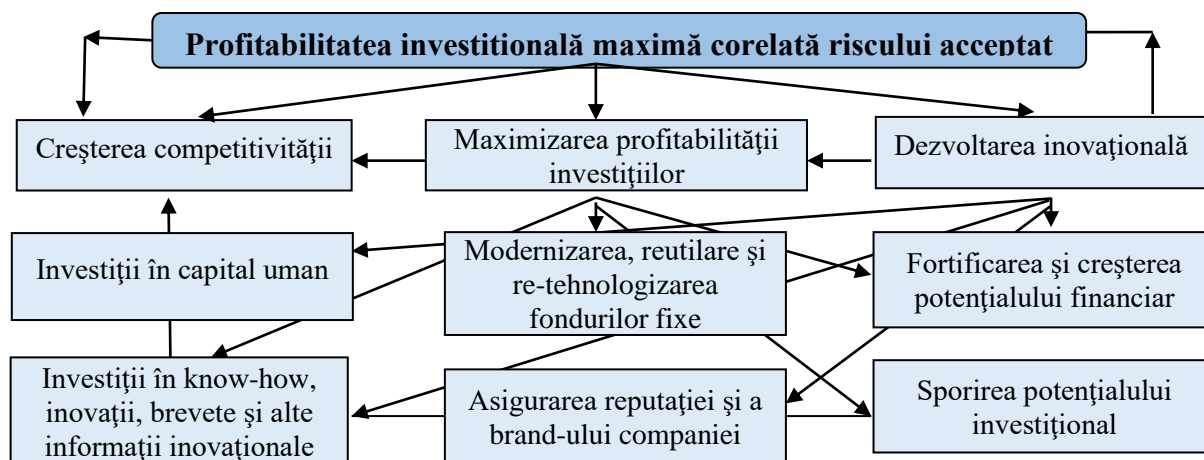 Profitabilitatea investitională maximă corelată riscului acceptat
Creşterea competitivităţii
Maximizarea profitabilităţii
investiţiilor
Dezvoltarea inovaţională
Investiţii în capital uman
Modernizarea, reutilare şi
re-tehnologizarea
fondurilor fixe
Fortificarea şi creşterea
potenţialului financiar
Investiţii în know-how,
inovaţii, brevete şi alte
informaţii inovaţionale
Asigurarea reputaţiei şi a
brand-ului companiei
Sporirea potenţialului
investiţional